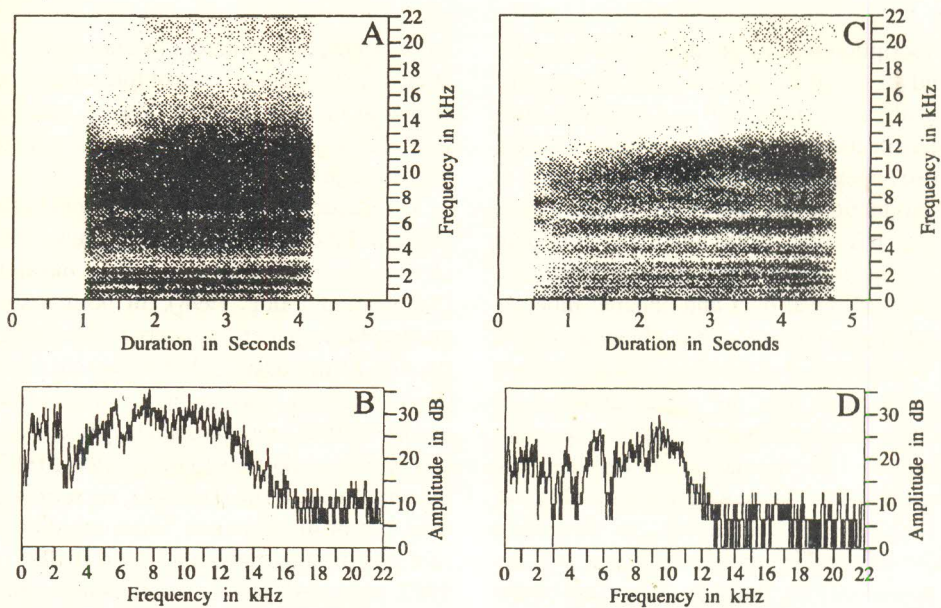 A
22
20
18
16
14
12
10
8
6
4
2
0
Frequency in kHz
0 1 2 3 4 5
Duration in Seconds
C
22
20
18
16
14
12
10
8
6
4
2
0
Frequency in kHz
0 1 2 3 4 5
Duration in Seconds
B
30
20
10
0
Amplitude in dB
0 2 4 6 8 10 12 14 16 18 20 22
Frequency in kHz
D
30
20
10
0
Amplitude in dB
0 2 4 6 8 10 12 14 16 18 20 22
Frequency in kHz